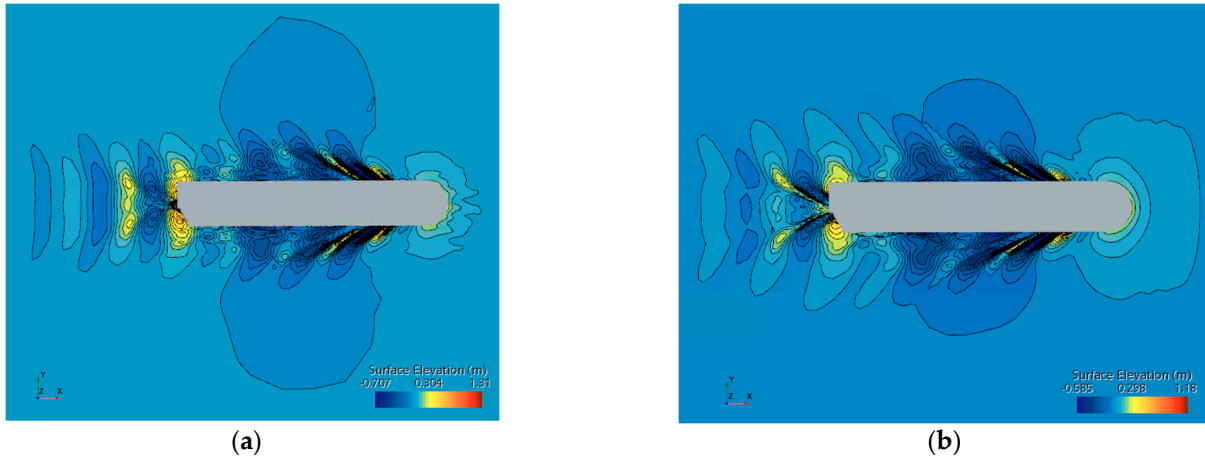 Y
Z X
Surface Elevation (m)
-0.707 0.304 1.31
(a)
Y
Z X
Surface Elevation (m)
-0.585 0.298 1.18
(b)